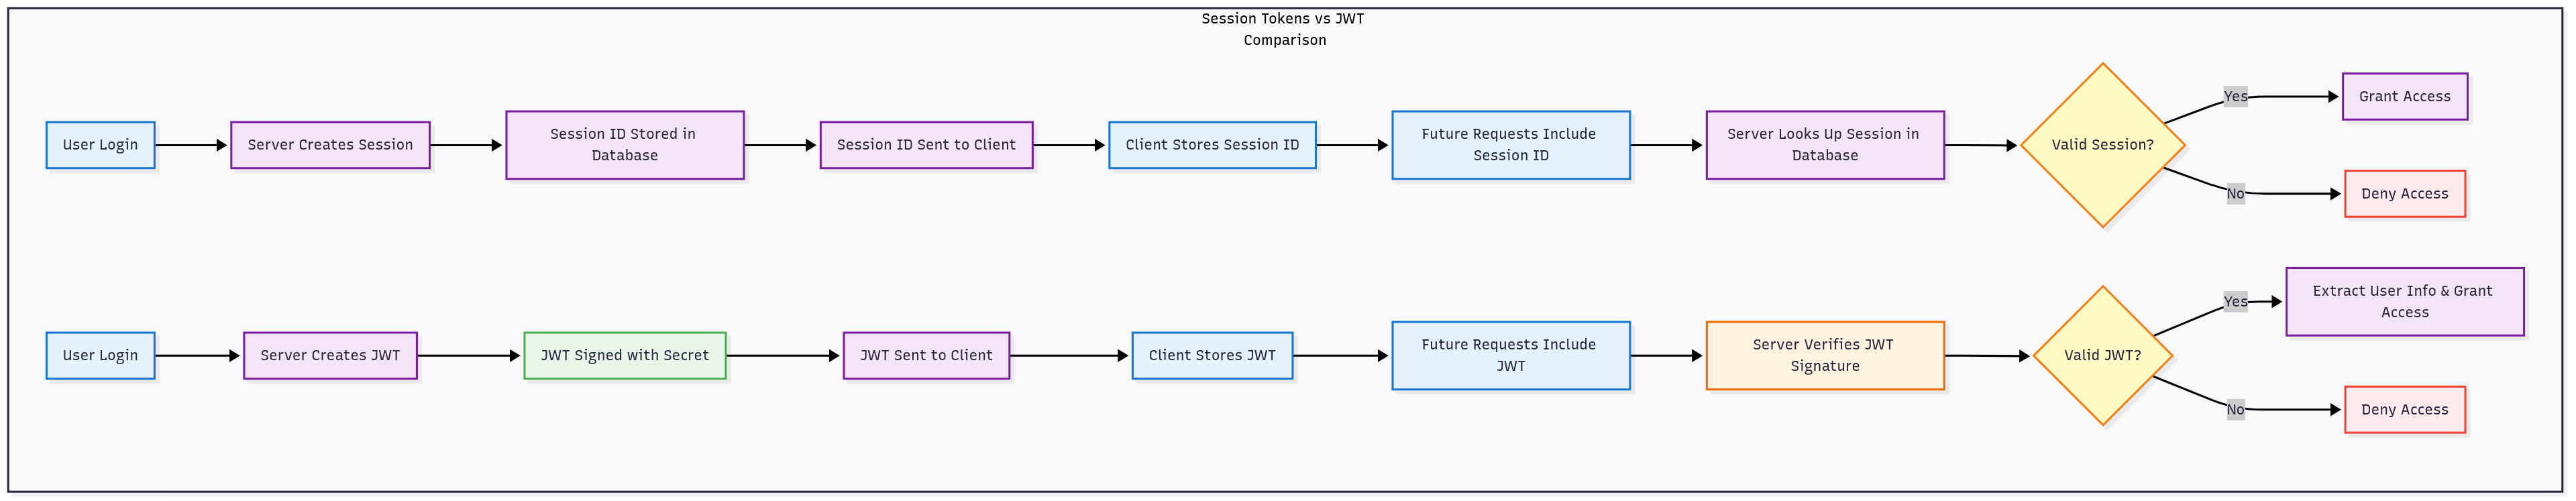 Session Tokens vs JWT
Comparison
User Login
Server Creates Session
Session ID Stored in
Database
Session ID Sent to Client
Client Stores Session ID
Future Requests Include
Session ID
Server Looks Up Session in
Database
Valid Session?
Yes
Grant Access
No
Deny Access
User Login
Server Creates JWT
JWT Signed with Secret
JWT Sent to Client
Client Stores JWT
Future Requests Include
JWT
Server Verifies JWT
Signature
Valid JWT?
Yes
Extract User Info & Grant
Access
No
Deny Access